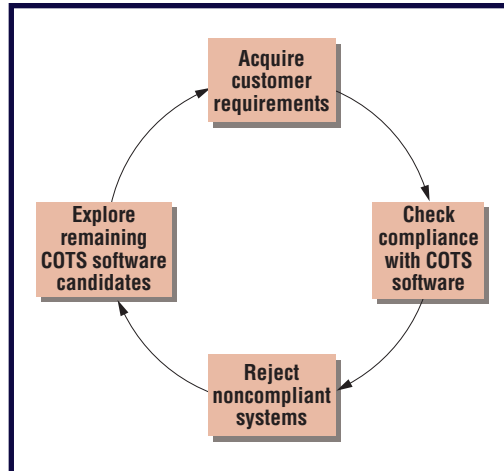 Acquire
customer
requirements
Check
compliance
with COTS
software
Reject
noncompliant
systems
Explore
remaining
COTS software
candidates